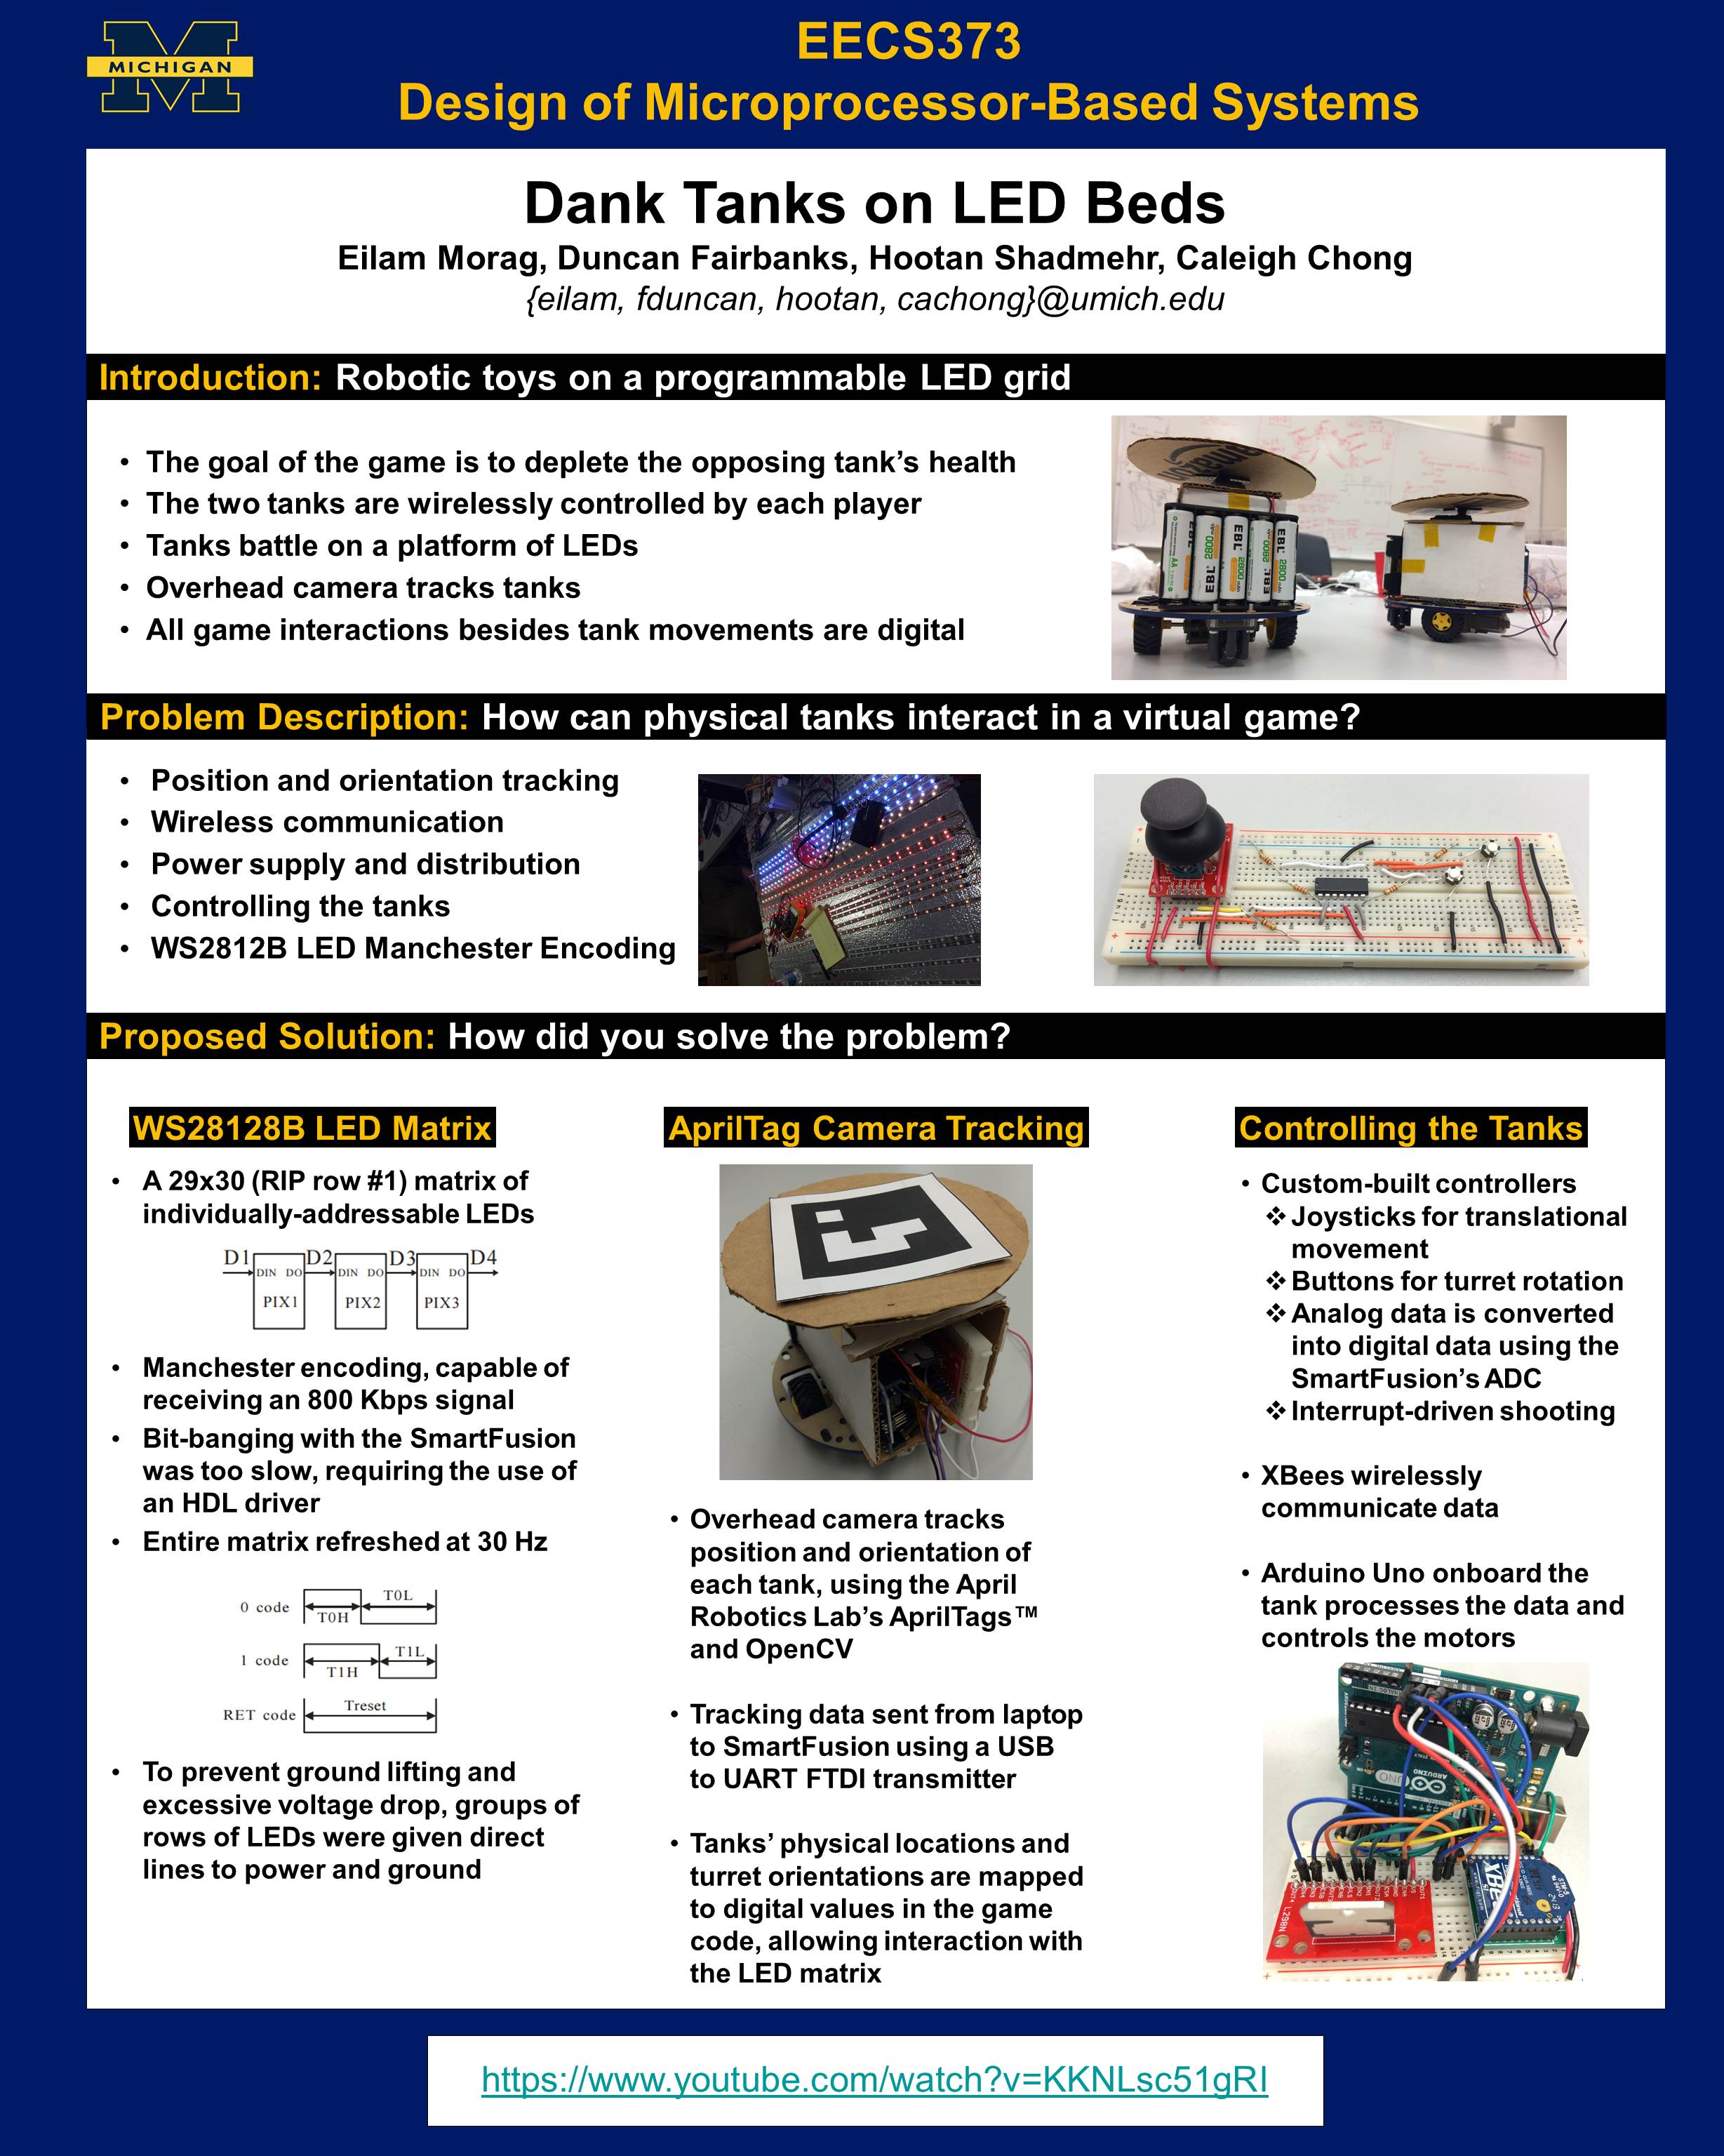 MICHIGAN
EECS373
Design of Microprocessor-Based Systems
Dank Tanks on LED Beds
Eilam Morag, Duncan Fairbanks, Hootan Shadmehr, Caleigh Chong
{eilam, fduncan, hootan, cachong}@umich.edu
Introduction: Robotic toys on a programmable LED grid
• The goal of the game is to deplete the opposing tank’s health
• The two tanks are wirelessly controlled by each player
• Tanks battle on a platform of LEDs
• Overhead camera tracks tanks
• All game interactions besides tank movements are digital
EBL 2800
Problem Description: How can physical tanks interact in a virtual game?
• Position and orientation tracking
• Wireless communication
• Power supply and distribution
• Controlling the tanks
• WS2812B LED Manchester Encoding
Proposed Solution: How did you solve the problem?
WS28128B LED Matrix
• A 29x30 (RIP row #1) matrix of
individually-addressable LEDs
D1 D2 D3 D4
DIN DO DIN DO DIN DO
PIX1 PIX2 PIX3
• Manchester encoding, capable of
receiving an 800 Kbps signal
• Bit-banging with the SmartFusion
was too slow, requiring the use of
an HDL driver
• Entire matrix refreshed at 30 Hz
0 code T0H T0L
1 code T1H T1L
RET code Treset
• To prevent ground lifting and
excessive voltage drop, groups of
rows of LEDs were given direct
lines to power and ground
AprilTag Camera Tracking
• Overhead camera tracks
position and orientation of
each tank, using the April
Robotics Lab’s AprilTags™
and OpenCV
• Tracking data sent from laptop
to SmartFusion using a USB
to UART FTDI transmitter
• Tanks’ physical locations and
turret orientations are mapped
to digital values in the game
code, allowing interaction with
the LED matrix
Controlling the Tanks
• Custom-built controllers
❖ Joysticks for translational
movement
❖ Buttons for turret rotation
❖ Analog data is converted
into digital data using the
SmartFusion’s ADC
❖ Interrupt-driven shooting
• XBees wirelessly
communicate data
• Arduino Uno onboard the
tank processes the data and
controls the motors
UNO
ARDUINO
L298N
https://www.youtube.com/watch?v=KKNLsc51gRI